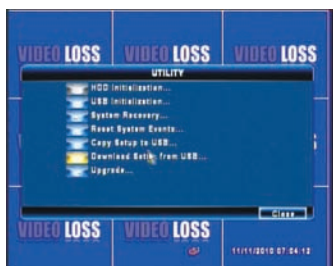 VIDEO LOSS VIDEO LOSS VIDEO LOSS
UTILITY
HDD Initialization...
USB Initialization...
System Recovery...
Reset System Events...
Copy Setup to USB...
Download Setup from USB...
Upgrade...
Close
VIDEO LOSS VIDEO LOSS
11/11/2010 07:04:12